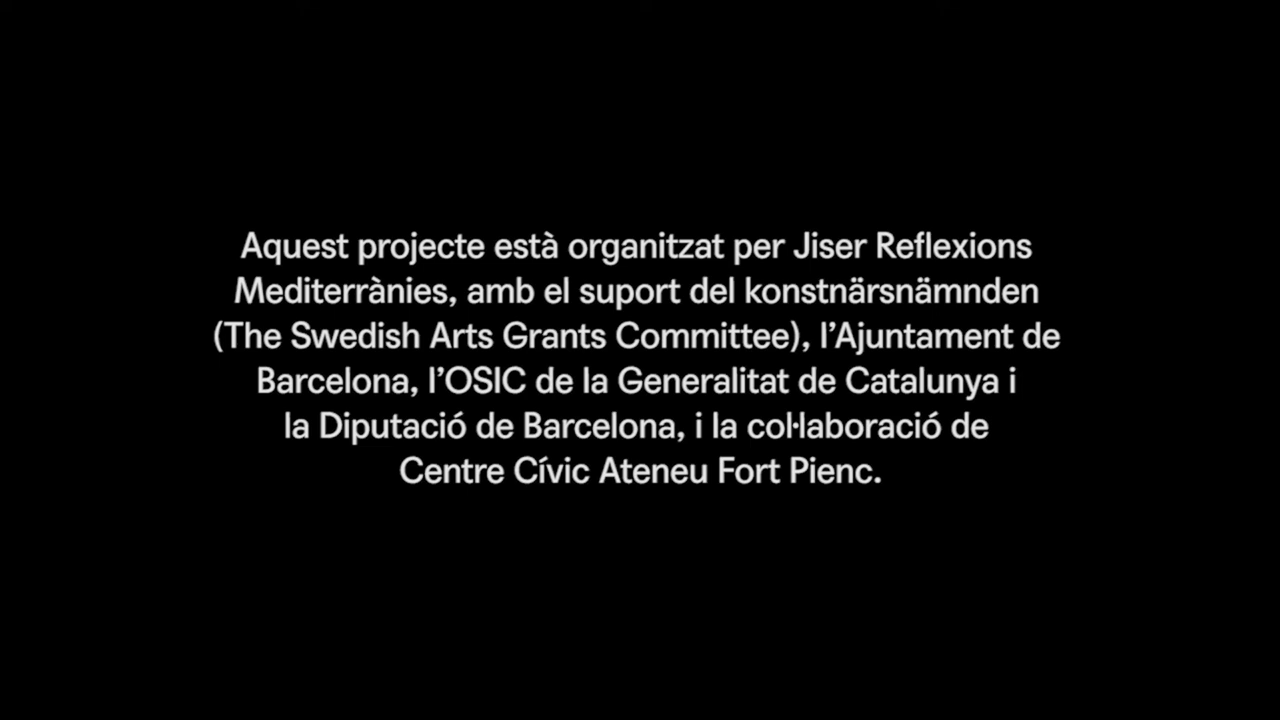 Aquest projecte està organitzat per Jiser Reflexions
Mediterrànies, amb el suport del konstnärsnämnden
(The Swedish Arts Grants Committee), l’Ajuntament de
Barcelona, l’OSIC de la Generalitat de Catalunya i
la Diputació de Barcelona, i la col·laboració de
Centre Cívic Ateneu Fort Pienc.